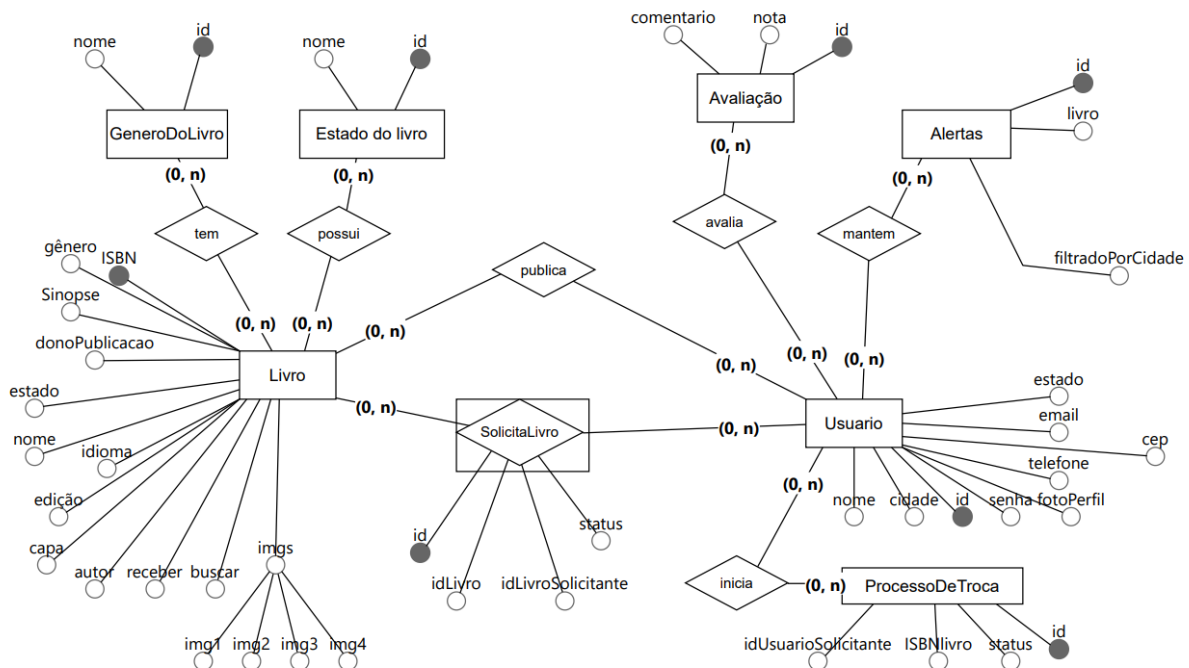 comentario
nota
id
nome
id
nome
id
id
livro
GeneroDoLivro
Estado do livro
Avaliação
Alertas
(0, n)
(0, n)
(0, n)
(0, n)
tem
possui
avalia
mantem
gênero
ISBN
publica
filtradoPorCidade
Sinopse
(0, n)
(0, n)
(0, n)
donoPublicacao
(0, n)
(0, n)
(0, n)
Livro
estado
estado
(0, n)
SolicitaLivro
(0, n)
Usuario
email
nome
idioma
cep
telefone
edição
(0, n)
nome
cidade
id
senha
fotoPerfil
capa
autor
receber
buscar
imgs
id
status
idLivro
idLivroSolicitante
inicia
(0, n)
ProcessoDeTroca
img1
img2
img3
img4
idUsuarioSolicitante
ISBNlivro
status
id